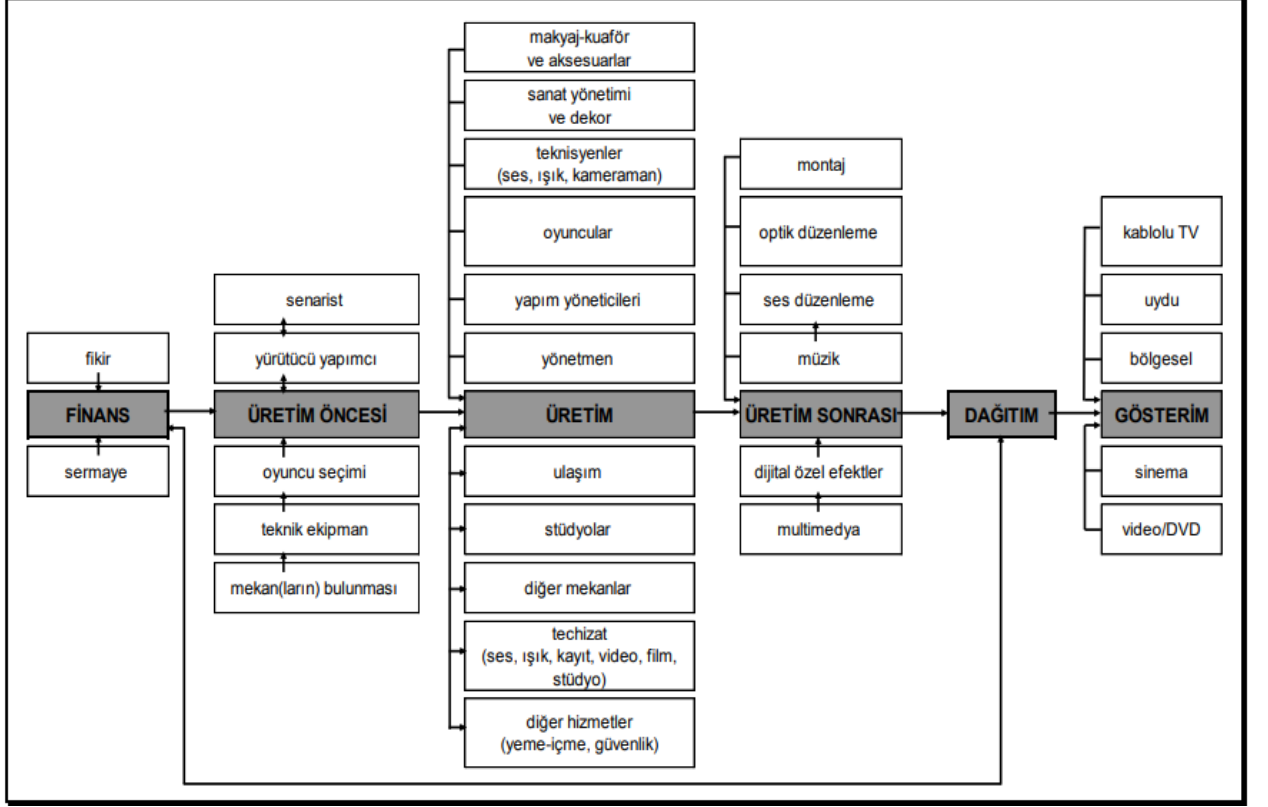 makyaj-kuaför
ve aksesuarlar
sanat yönetimi
ve dekor
teknisyenler
(ses, ışık, kameraman)
oyuncular
yapım yöneticileri
yönetmen
montaj
optik düzenleme
ses düzenleme
müzik
kablolu TV
uydu
bölgesel
senarist
yürütücü yapımcı
fikir
FİNANS
ÜRETİM ÖNCESİ
ÜRETİM
ÜRETİM SONRASI
DAĞITIM
GÖSTERİM
sermaye
oyuncu seçimi
teknik ekipman
mekan(ların) bulunması
ulaşım
stüdyolar
diğer mekanlar
techizat
(ses, ışık, kayıt, video, film,
stüdyo)
diğer hizmetler
(yeme-içme, güvenlik)
dijital özel efektler
multimedya
sinema
video/DVD